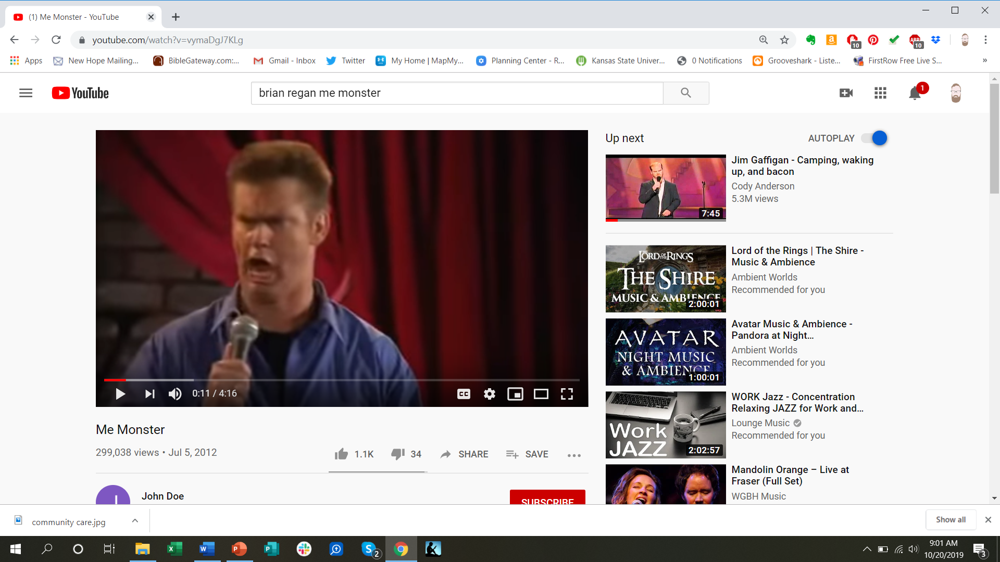 (1) Me Monster - YouTube
youtube.com/watch?v=vymaDgJ7KLg
10
10
Apps
New Hope Mailing...
BibleGateway.com:...
Gmail - Inbox
Twitter
My Home | MapMy...
Planning Center - R...
Kansas State Univer...
0 Notifications
Grooveshark - Liste...
FirstRow Free Live S...
»
YouTube
brian regan me monster
1
Up next
AUTOPLAY
Jim Gaffigan - Camping, waking
up, and bacon
Cody Anderson
5.3M views
7:45
THE LORD OF THE RINGS
THE SHIRE
MUSIC & AMBIENCE
2:00:01
Lord of the Rings | The Shire -
Music & Ambience
Ambient Worlds
Recommended for you
AVATAR
NIGHT MUSIC
& AMBIENCE
1:00:01
Avatar Music & Ambience -
Pandora at Night...
Ambient Worlds
Recommended for you
Work
JAZZ
2:02:57
WORK Jazz - Concentration
Relaxing JAZZ for Work and...
Lounge Music
Recommended for you
Mandolin Orange – Live at
Fraser (Full Set)
WGBH Music
0:11 / 4:16
CC
Me Monster
299,038 views • Jul 5, 2012
1.1K
34
SHARE
SAVE
J
John Doe
SUBSCRIBE
community care.jpg
Show all
2
9:01 AM
10/20/2019
3